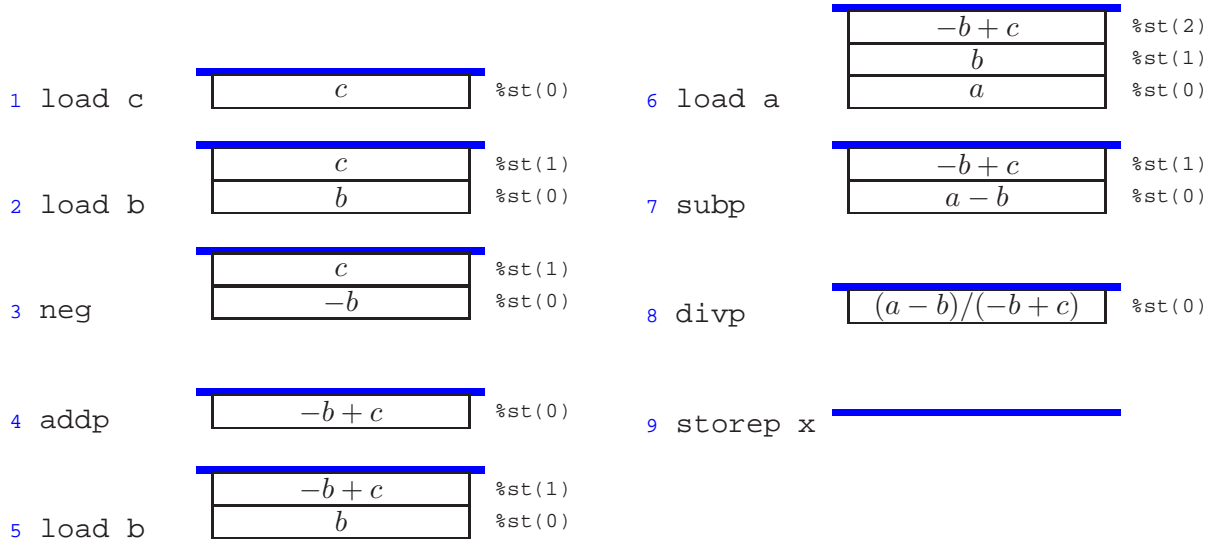 1 load c
c %st(0)
2 load b
c %st(1)
b %st(0)
3 neg
c %st(1)
−b %st(0)
4 addp
−b + c %st(0)
5 load b
−b + c %st(1)
b %st(0)
6 load a
−b + c %st(2)
b %st(1)
a %st(0)
7 subp
−b + c %st(1)
a − b %st(0)
8 divp
(a − b)/(−b + c) %st(0)
9 storep x